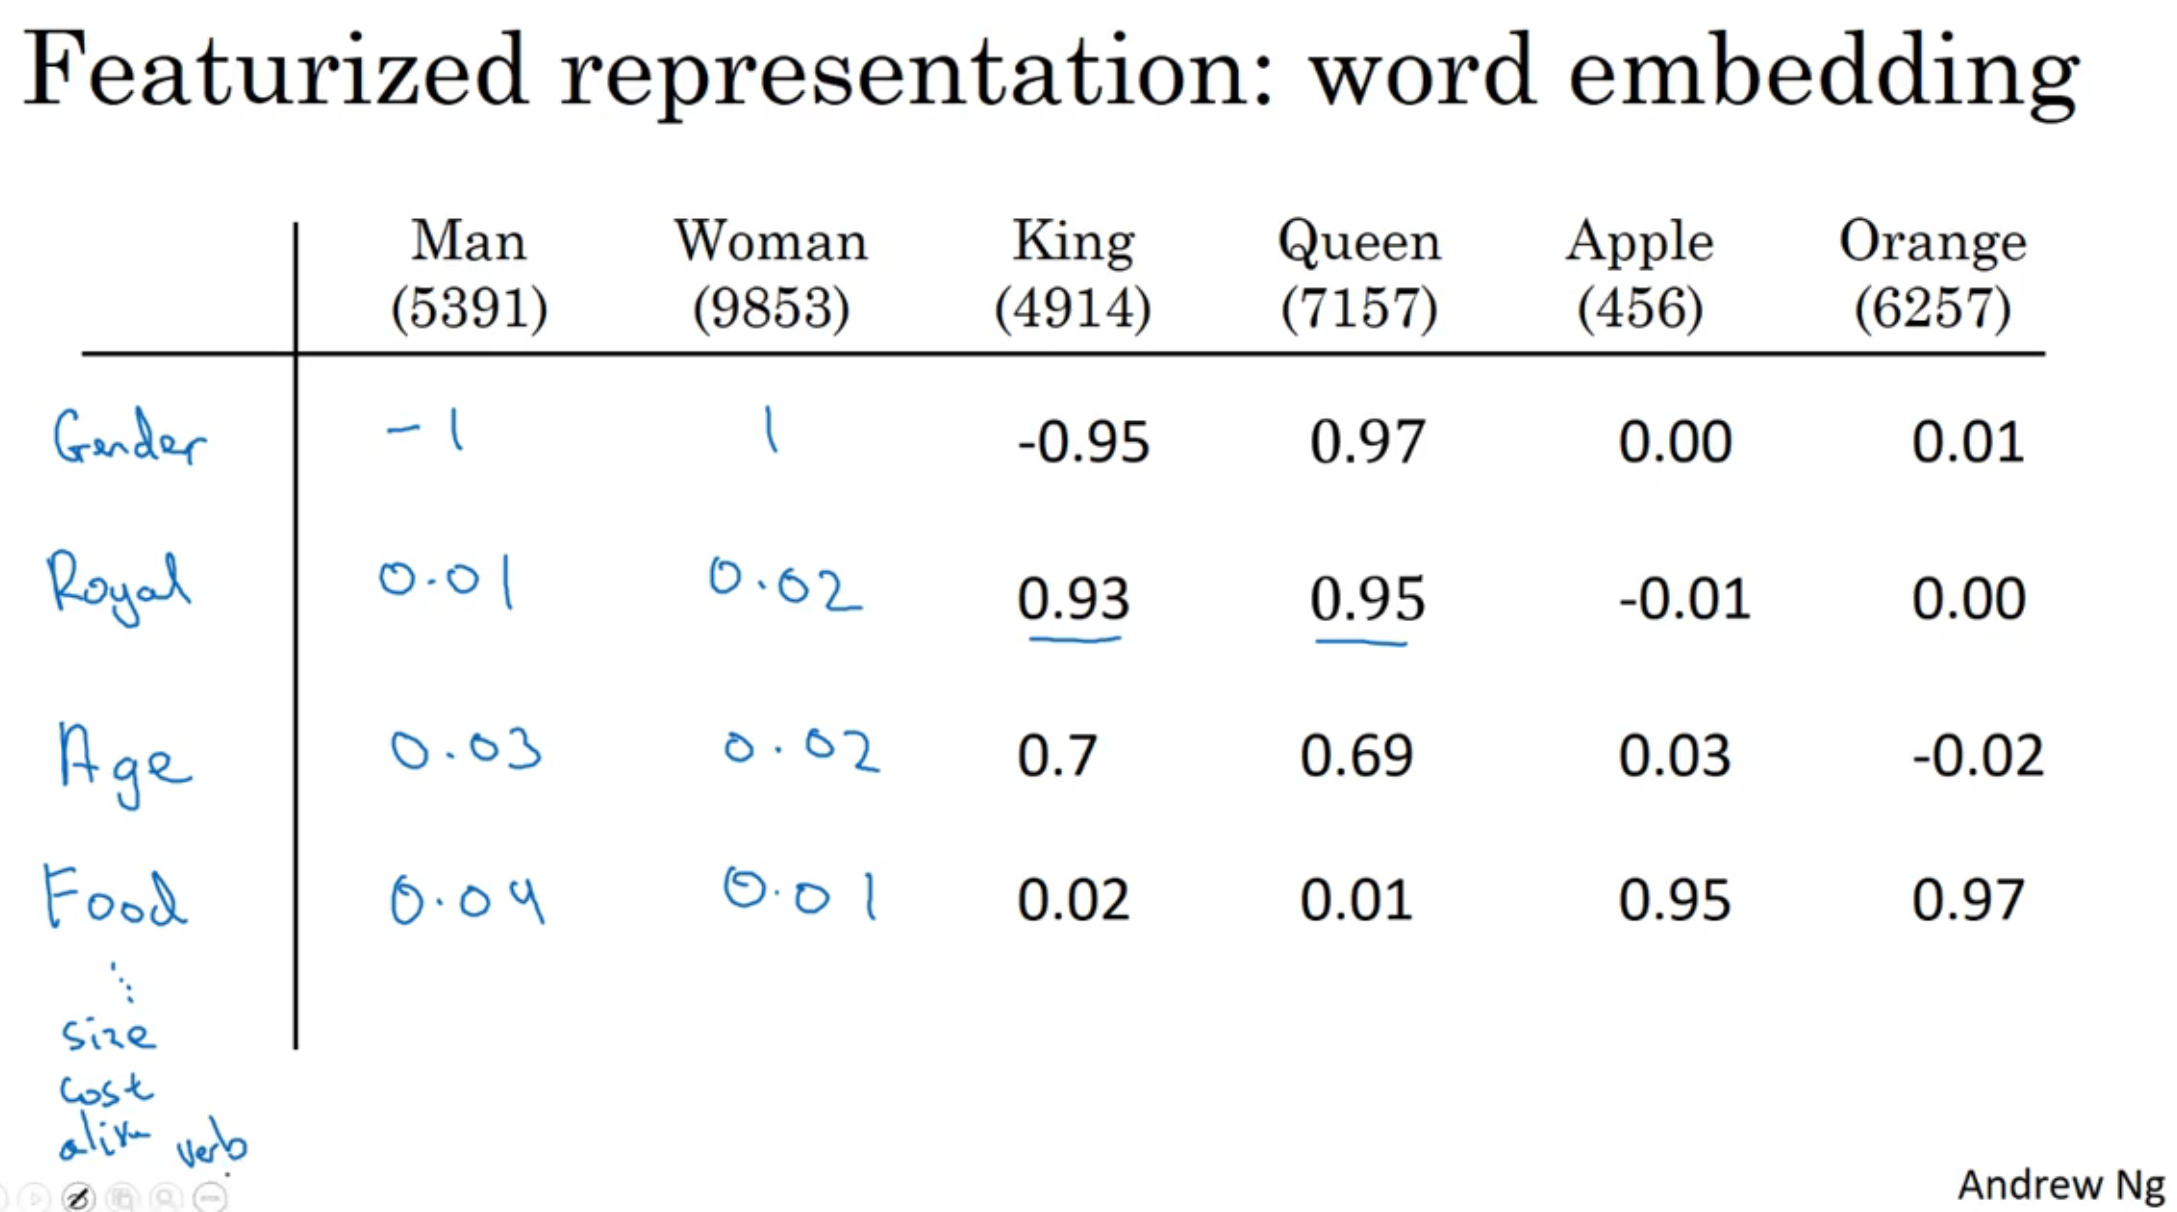 Featurized representation: word embedding
Man Woman King Queen Apple Orange
(5391) (9853) (4914) (7157) (456) (6257)
Gender -1 1 -0.95 0.97 0.00 0.01
Royal 0.01 0.02 0.93 0.95 -0.01 0.00
Age 0.03 0.02 0.7 0.69 0.03 -0.02
Food 0.04 0.01 0.02 0.01 0.95 0.97
size
cost
alive verb
Andrew Ng